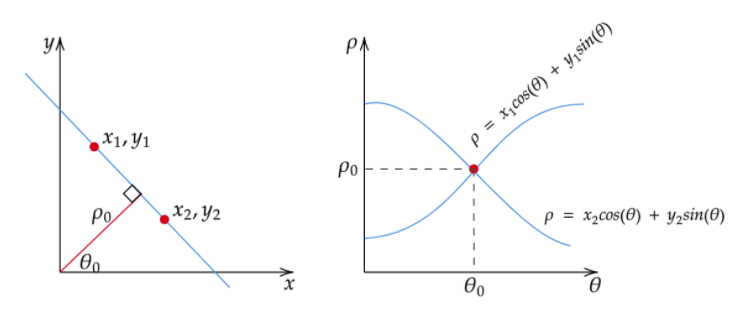 y
x₁, y₁
x₂, y₂
ρ₀
θ₀
x
ρ
ρ = x₁cos(θ) + y₁sin(θ)
ρ₀
ρ = x₂cos(θ) + y₂sin(θ)
θ₀
θ